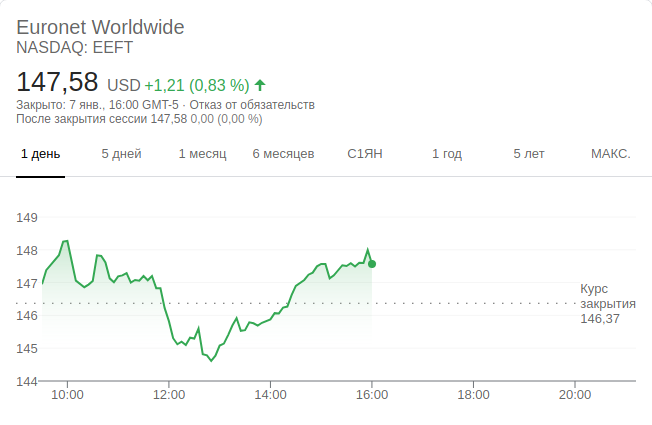 Euronet Worldwide
NASDAQ: EEFT
147,58 USD +1,21 (0,83 %)
Закрыто: 7 янв., 16:00 GMT-5 · Отказ от обязательств
После закрытия сессии 147,58 0,00 (0,00 %)
1 день 5 дней 1 месяц 6 месяцев С1ЯН 1 год 5 лет МАКС.
149
148
147
Курс
закрытия
146,37
146
145
144
10:00 12:00 14:00 16:00 18:00 20:00